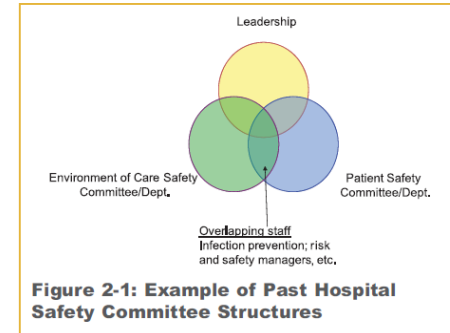 Leadership
Environment of Care Safety
Committee/Dept.
Patient Safety
Committee/Dept.
Overlapping staff
Infection prevention; risk
and safety managers, etc.
Figure 2-1: Example of Past Hospital
Safety Committee Structures